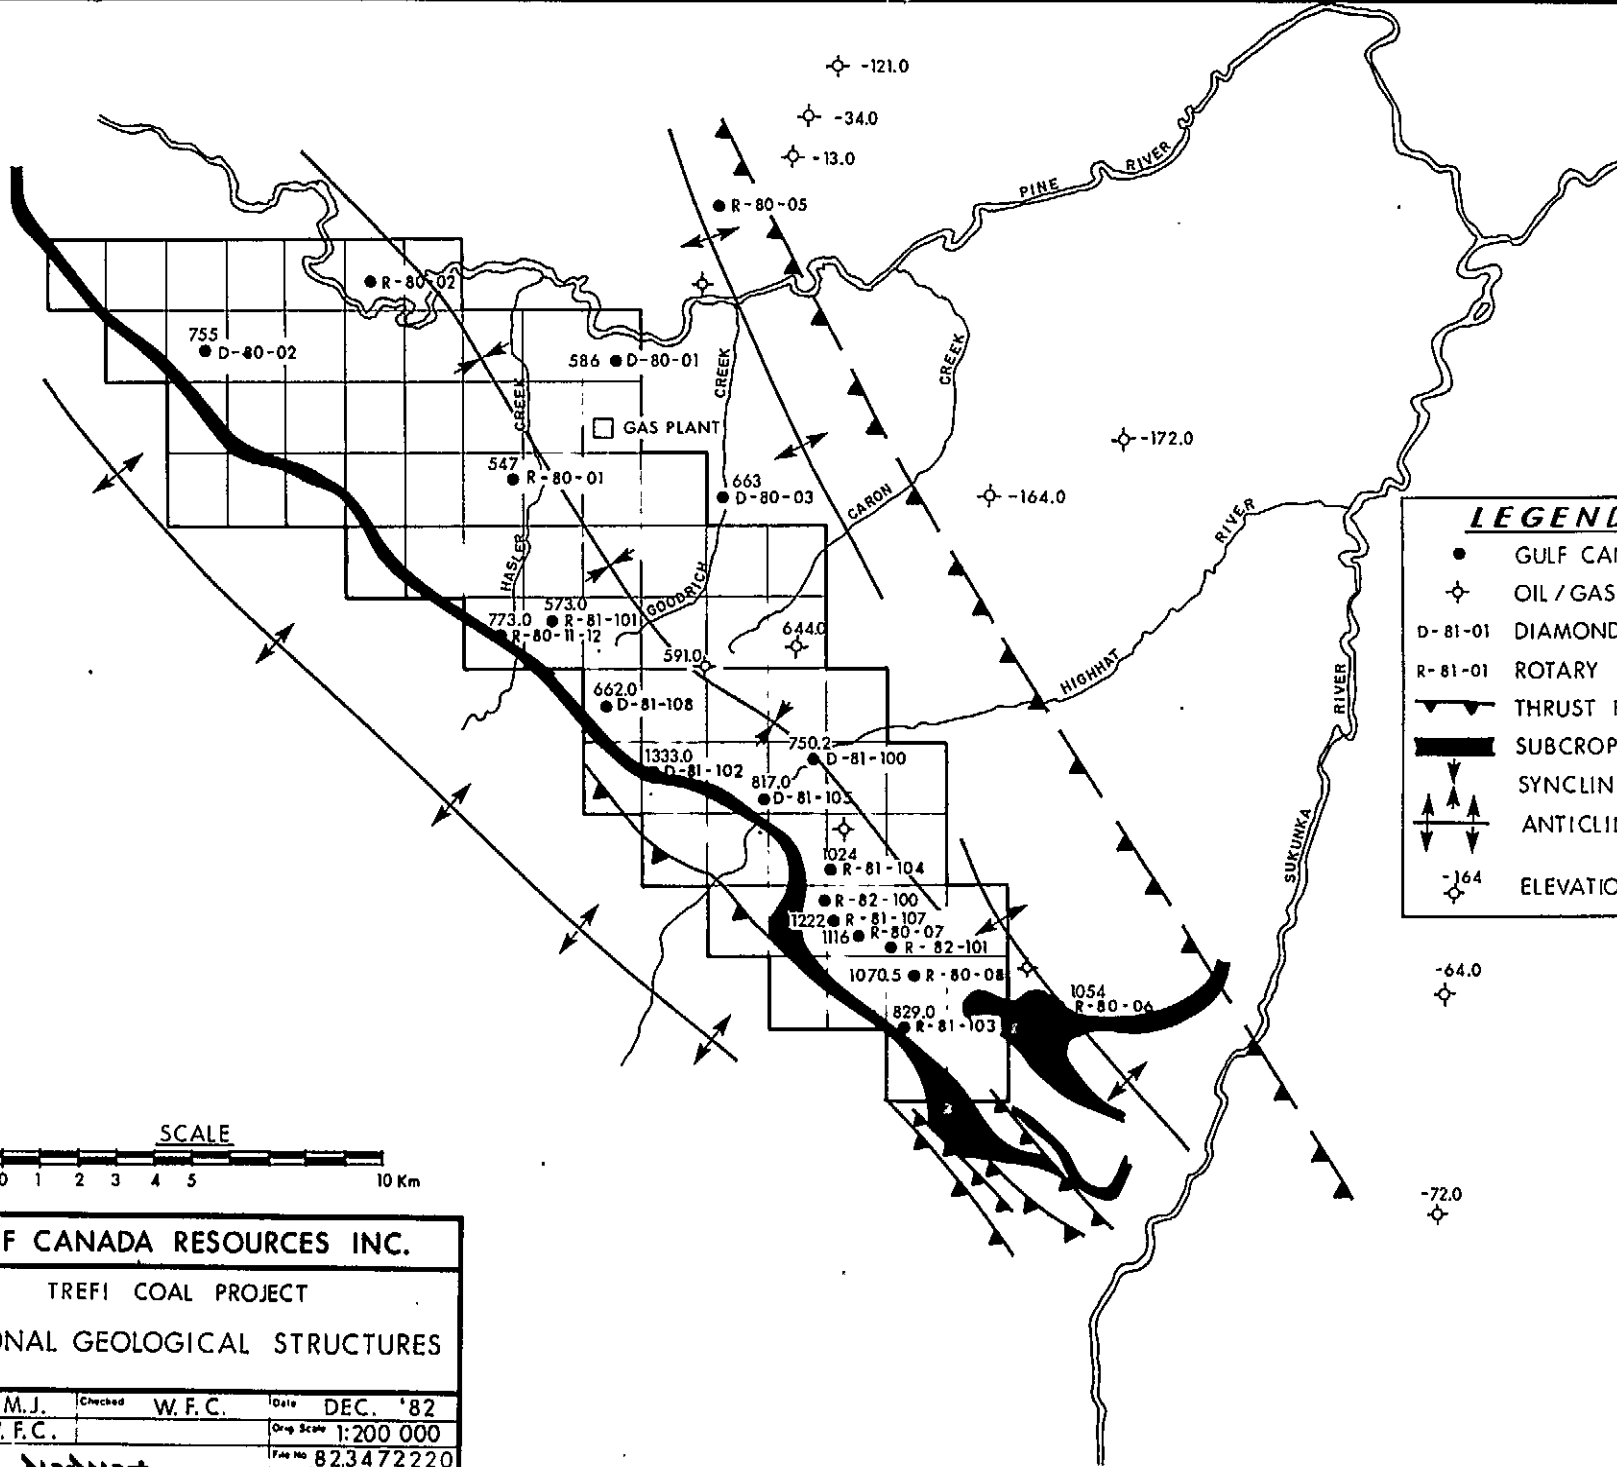 -121.0
-34.0
-13.0
R-80-05
PINE RIVER
R-80-02
755
D-80-02
586 D-80-01
CREEK
CREEK
CREEK
GAS PLANT
547
R-80-01
663
D-80-03
CARON
-172.0
-164.0
RIVER
HASLER
GOODRICH
573.0
R-81-101
773.0
R-80-11-12
644.0
591.0
HIGHHAT
662.0
D-81-108
RIVER
750.2
D-81-100
1333.0
D-81-102
817.0
D-81-105
SUKUNKA
1024
R-81-104
R-82-100
1222 R-81-107
1116 R-80-07
R-82-101
1070.5 R-80-08
1054
R-80-06
829.0
R-81-103
-64.0
-72.0
LEGEND
GULF CAN
OIL / GAS
D-81-01 DIAMOND
R-81-01 ROTARY
THRUST F
SUBCROP
SYNCLIN
ANTICLIN
-164 ELEVATIO
SCALE
0 1 2 3 4 5 10 Km
F CANADA RESOURCES INC.
TREFI COAL PROJECT
ONAL GEOLOGICAL STRUCTURES
M.J. Checked W. F. C. Date DEC. '82
. F. C. Orig Scale 1:200 000
File No 82.3472220